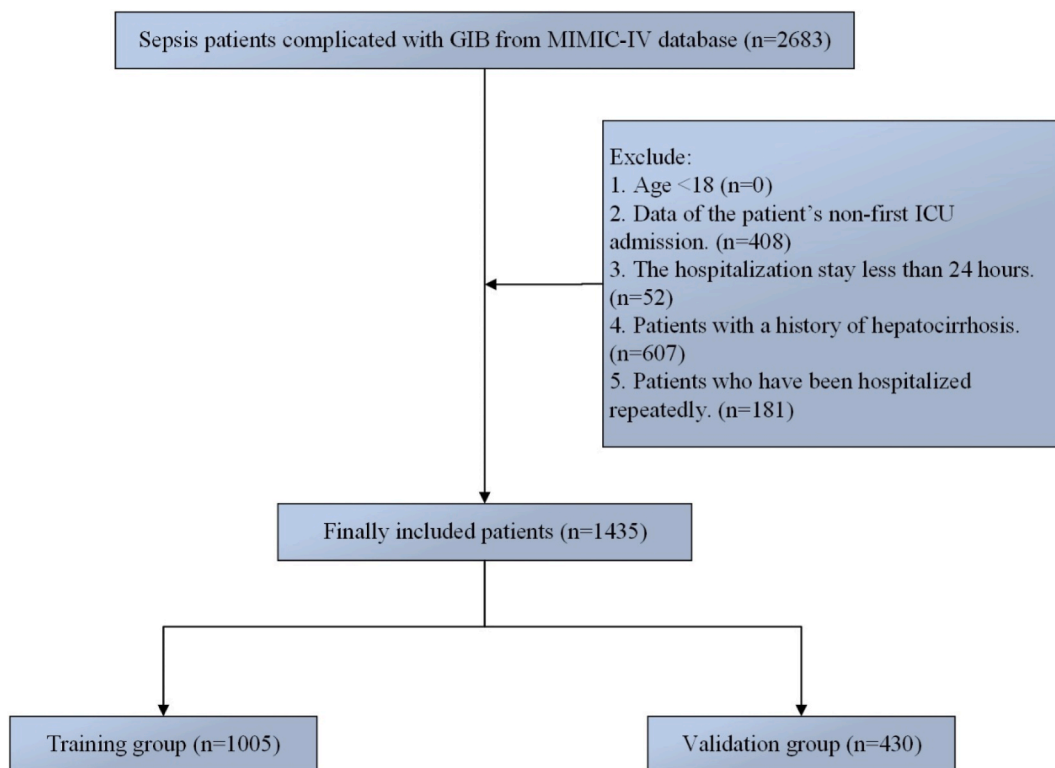 Sepsis patients complicated with GIB from MIMIC-IV database (n=2683)
Exclude:
1. Age <18 (n=0)
2. Data of the patient’s non-first ICU
admission. (n=408)
3. The hospitalization stay less than 24 hours.
(n=52)
4. Patients with a history of hepatocirrhosis.
(n=607)
5. Patients who have been hospitalized
repeatedly. (n=181)
Finally included patients (n=1435)
Training group (n=1005)
Validation group (n=430)